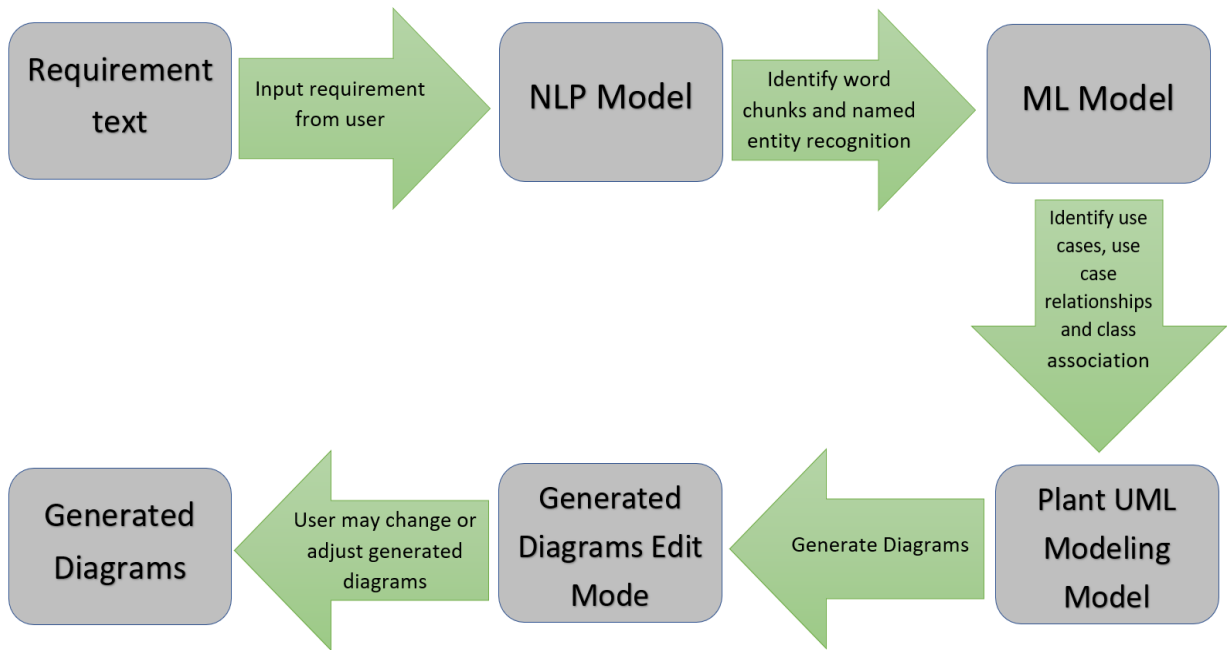 Requirement
text
Input requirement
from user
NLP Model
Identify word
chunks and named
entity recognition
ML Model
Identify use
cases, use
case
relationships
and class
association
Plant UML
Modeling
Model
Generate Diagrams
Generated
Diagrams Edit
Mode
User may change or
adjust generated
diagrams
Generated
Diagrams